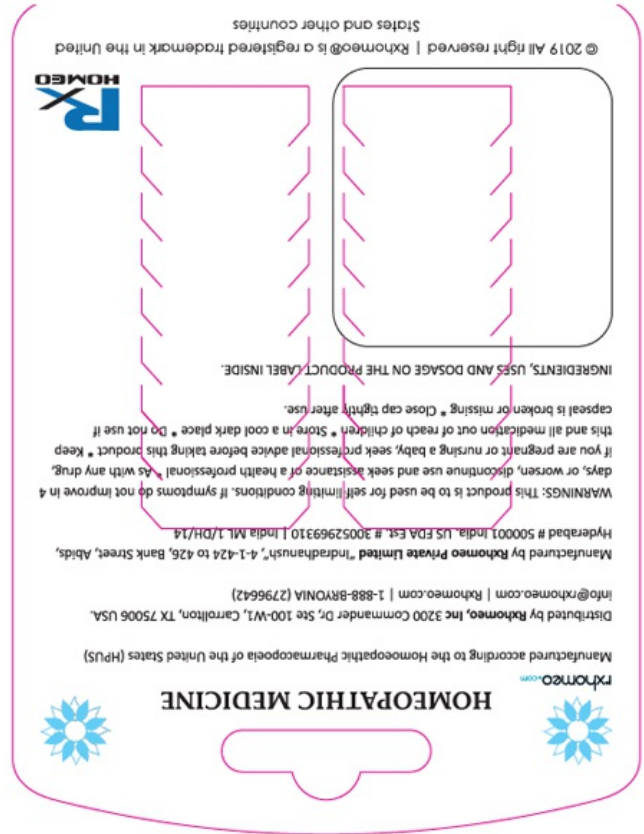 HOMEOPATHIC MEDICINE
rxhomeo.com
Manufactured according to the Homoeopathic Pharmacopoeia of the United States (HPUS)
Distributed by Rxhomeo, Inc 3200 Commander Dr, Ste 100-W1, Carrollton, TX 75006 USA.
info@rxhomeo.com | Rxhomeo.com | 1-888-BRYONIA (2796642)
Manufactured by Rxhomeo Private Limited "Indradhanush", 4-1-424 to 426, Bank Street, Abids,
Hyderabad # 500001 India. US FDA Est. # 3005269310 | India ML 1/DH/14
WARNINGS: This product is to be used for self-limiting conditions. If symptoms do not improve in 4
days, or worsen, discontinue use and seek assistance of a health professional * As with any drug,
if you are pregnant or nursing a baby, seek professional advice before taking this product * Keep
this and all medication out of reach of children * Store in a cool dark place * Do not use if
capseal is broken or missing * Close cap tightly after use.
INGREDIENTS, USES AND DOSAGE ON THE PRODUCT LABEL INSIDE.
Rx
HOMEO
© 2019 All right reserved | Rxhomeo® is a registered trademark in the United
States and other countries